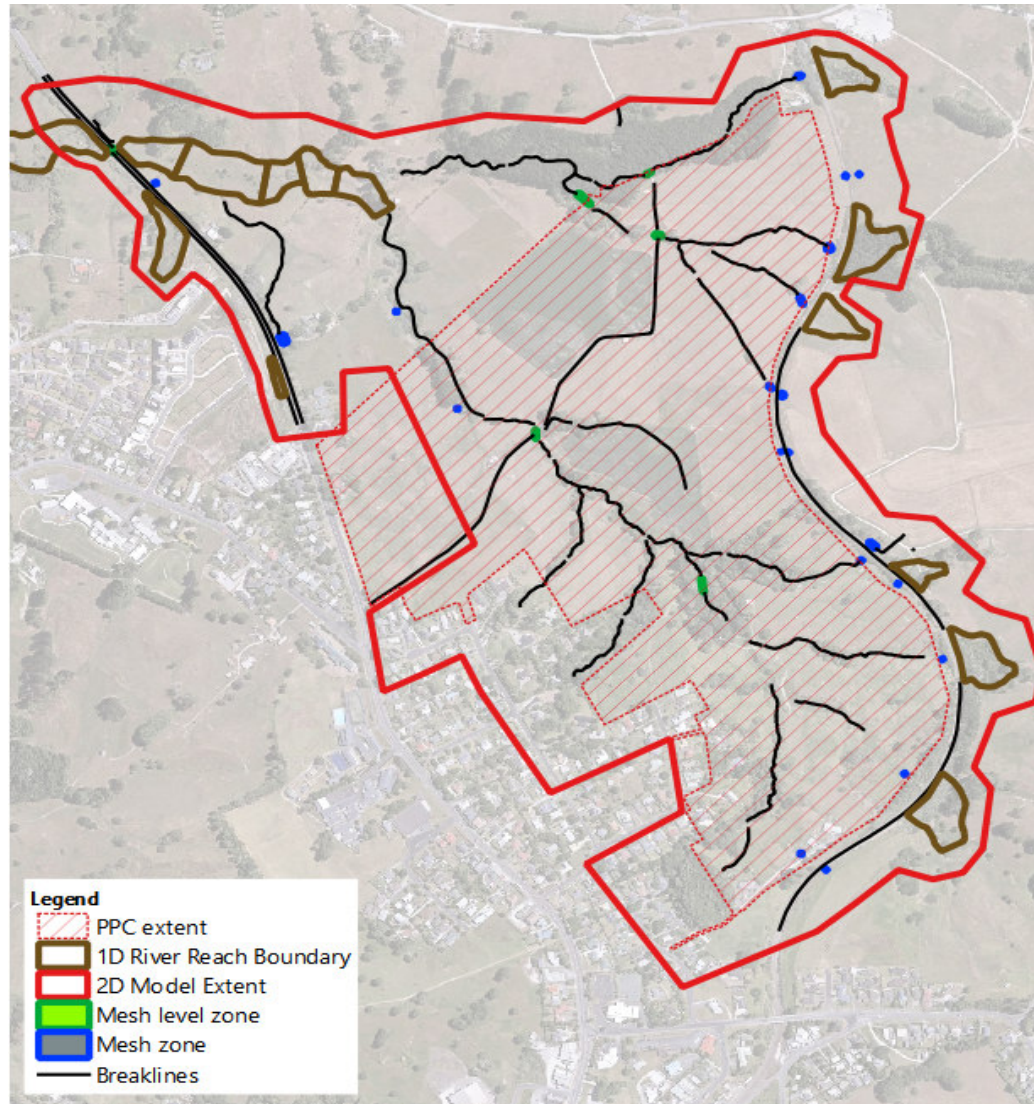 Legend
PPC extent
1D River Reach Boundary
2D Model Extent
Mesh level zone
Mesh zone
Breaklines